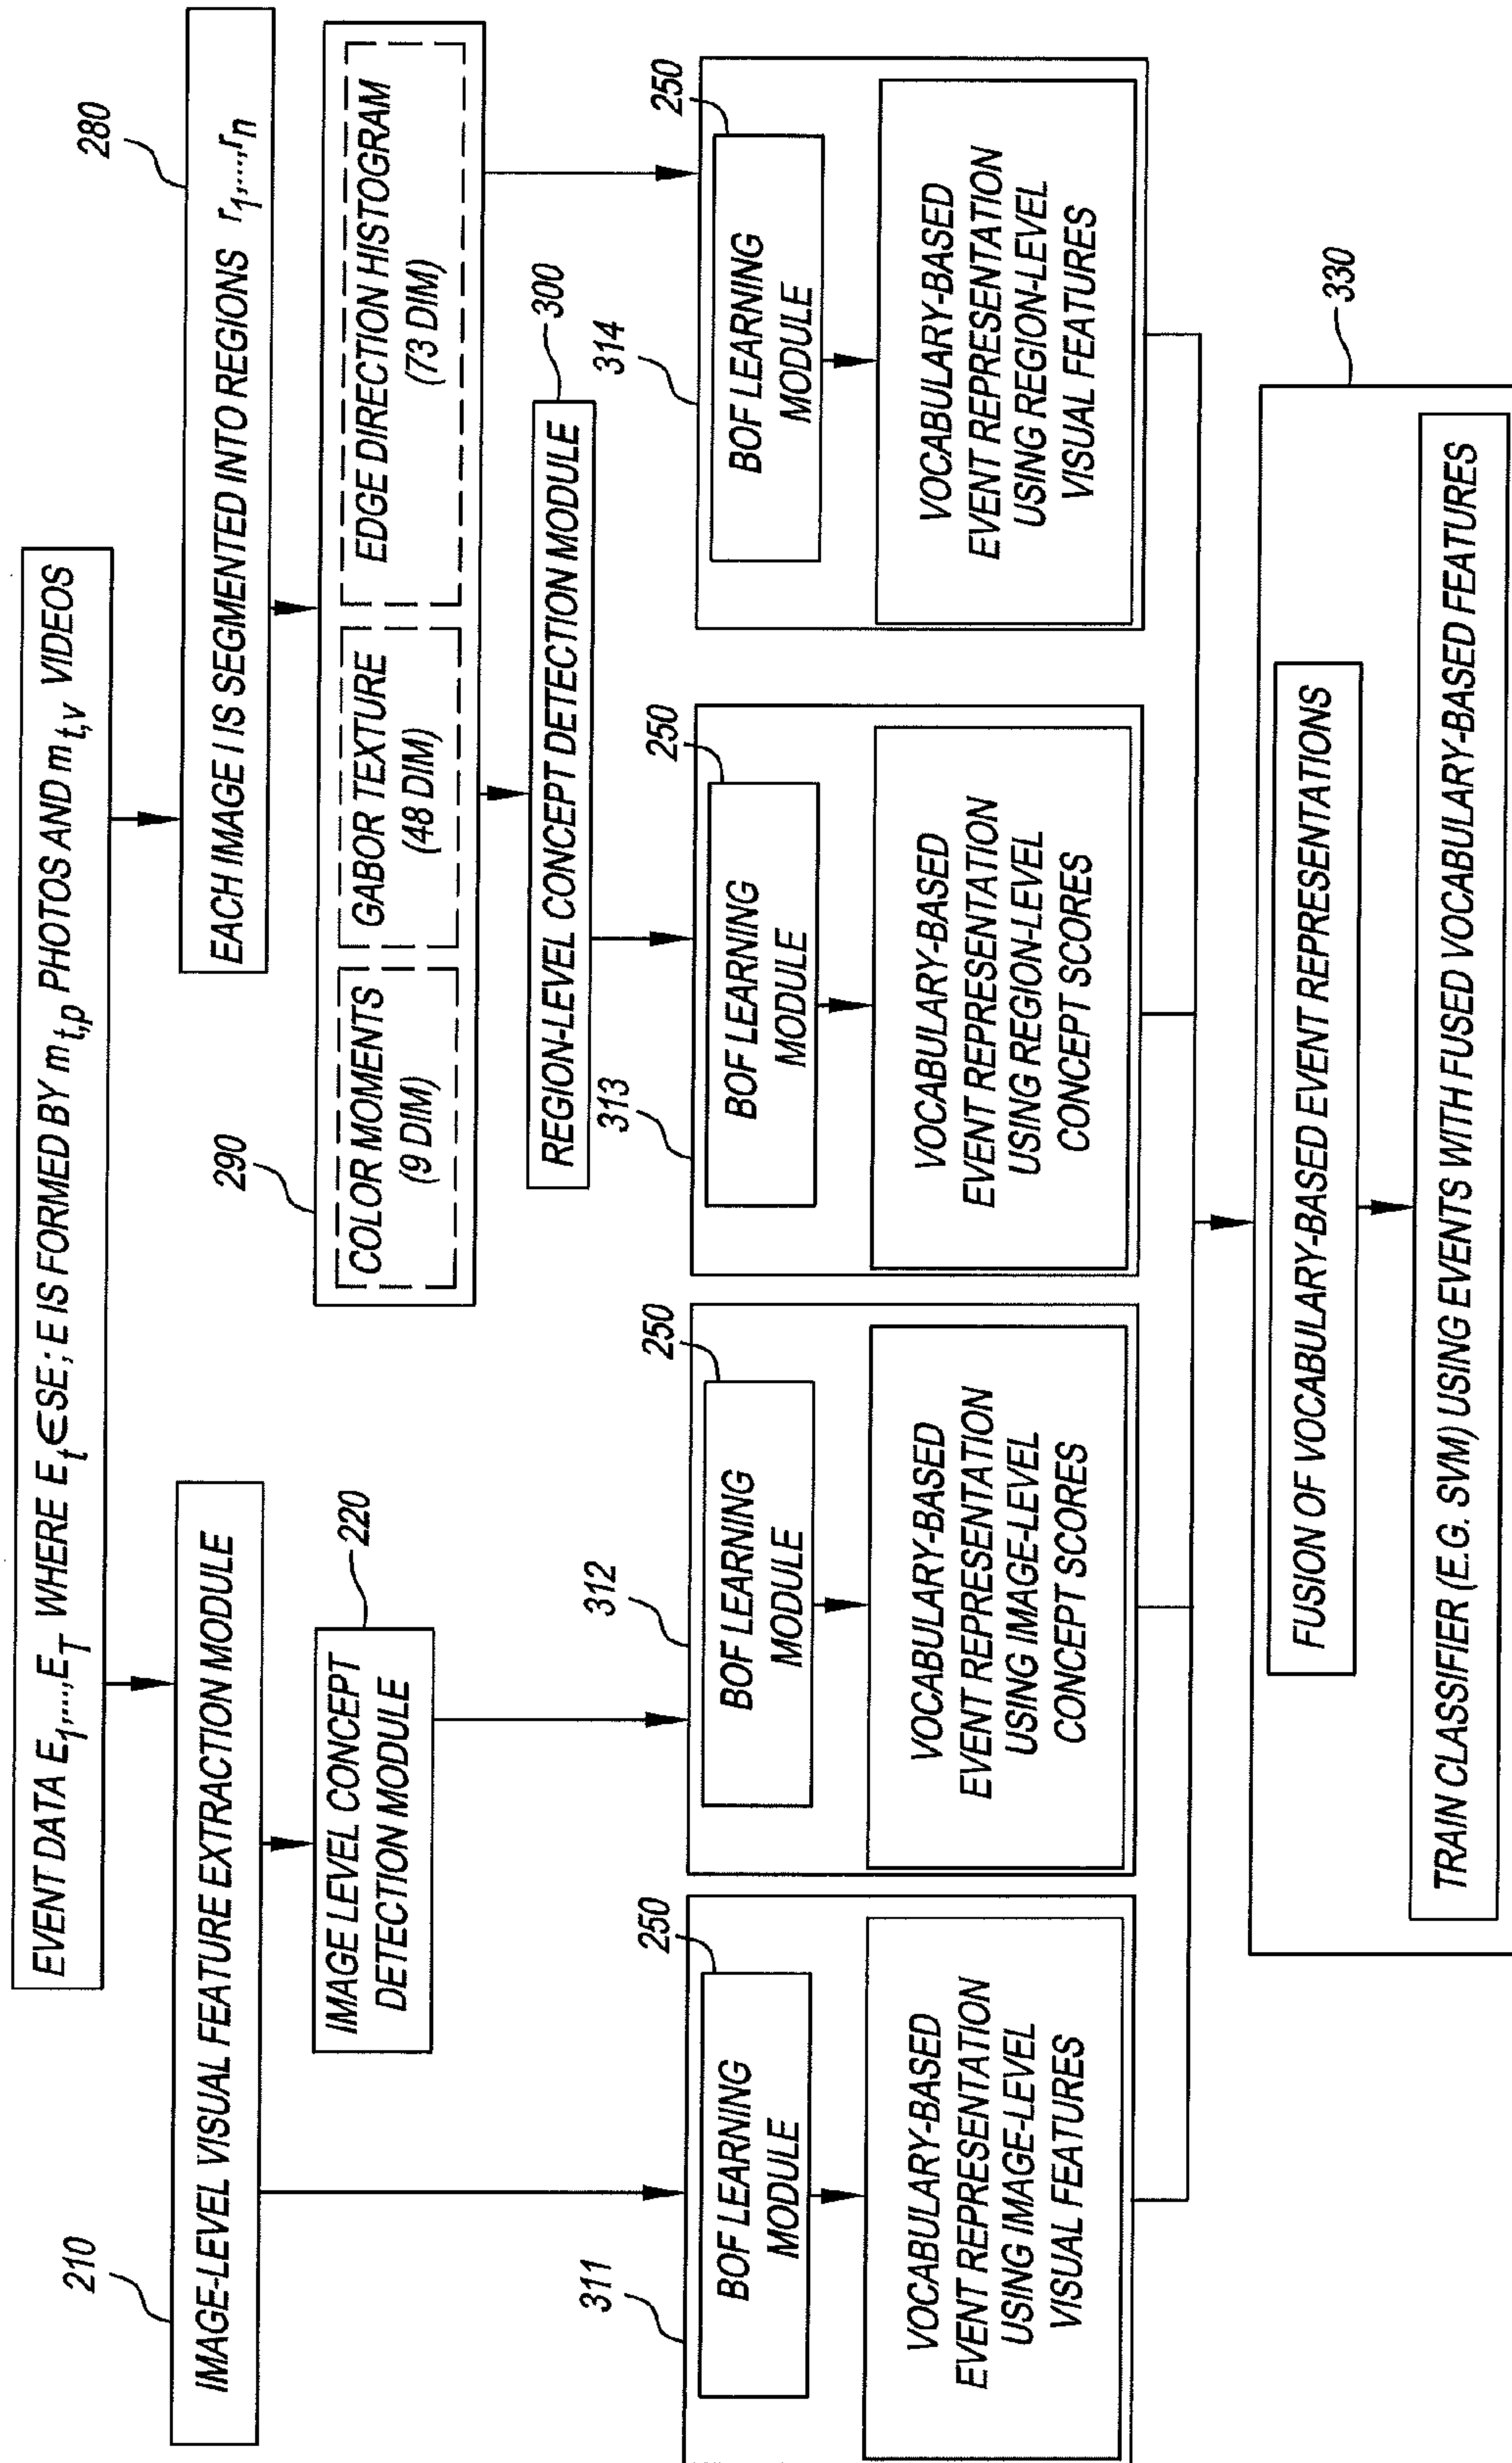 EVENT DATA E1,...,ET WHERE Et∈SE; E IS FORMED BY mt,p PHOTOS AND mt,v VIDEOS
210
IMAGE-LEVEL VISUAL FEATURE EXTRACTION MODULE
280
EACH IMAGE I IS SEGMENTED INTO REGIONS r1,...,rn
IMAGE LEVEL CONCEPT
DETECTION MODULE
220
290
COLOR MOMENTS
(9 DIM)
GABOR TEXTURE
(48 DIM)
EDGE DIRECTION HISTOGRAM
(73 DIM)
REGION-LEVEL CONCEPT DETECTION MODULE
300
311
250
BOF LEARNING
MODULE
VOCABULARY-BASED
EVENT REPRESENTATION
USING IMAGE-LEVEL
VISUAL FEATURES
312
250
BOF LEARNING
MODULE
VOCABULARY-BASED
EVENT REPRESENTATION
USING IMAGE-LEVEL
CONCEPT SCORES
313
250
BOF LEARNING
MODULE
VOCABULARY-BASED
EVENT REPRESENTATION
USING REGION-LEVEL
CONCEPT SCORES
314
250
BOF LEARNING
MODULE
VOCABULARY-BASED
EVENT REPRESENTATION
USING REGION-LEVEL
VISUAL FEATURES
330
FUSION OF VOCABULARY-BASED EVENT REPRESENTATIONS
TRAIN CLASSIFIER (E.G. SVM) USING EVENTS WITH FUSED VOCABULARY-BASED FEATURES